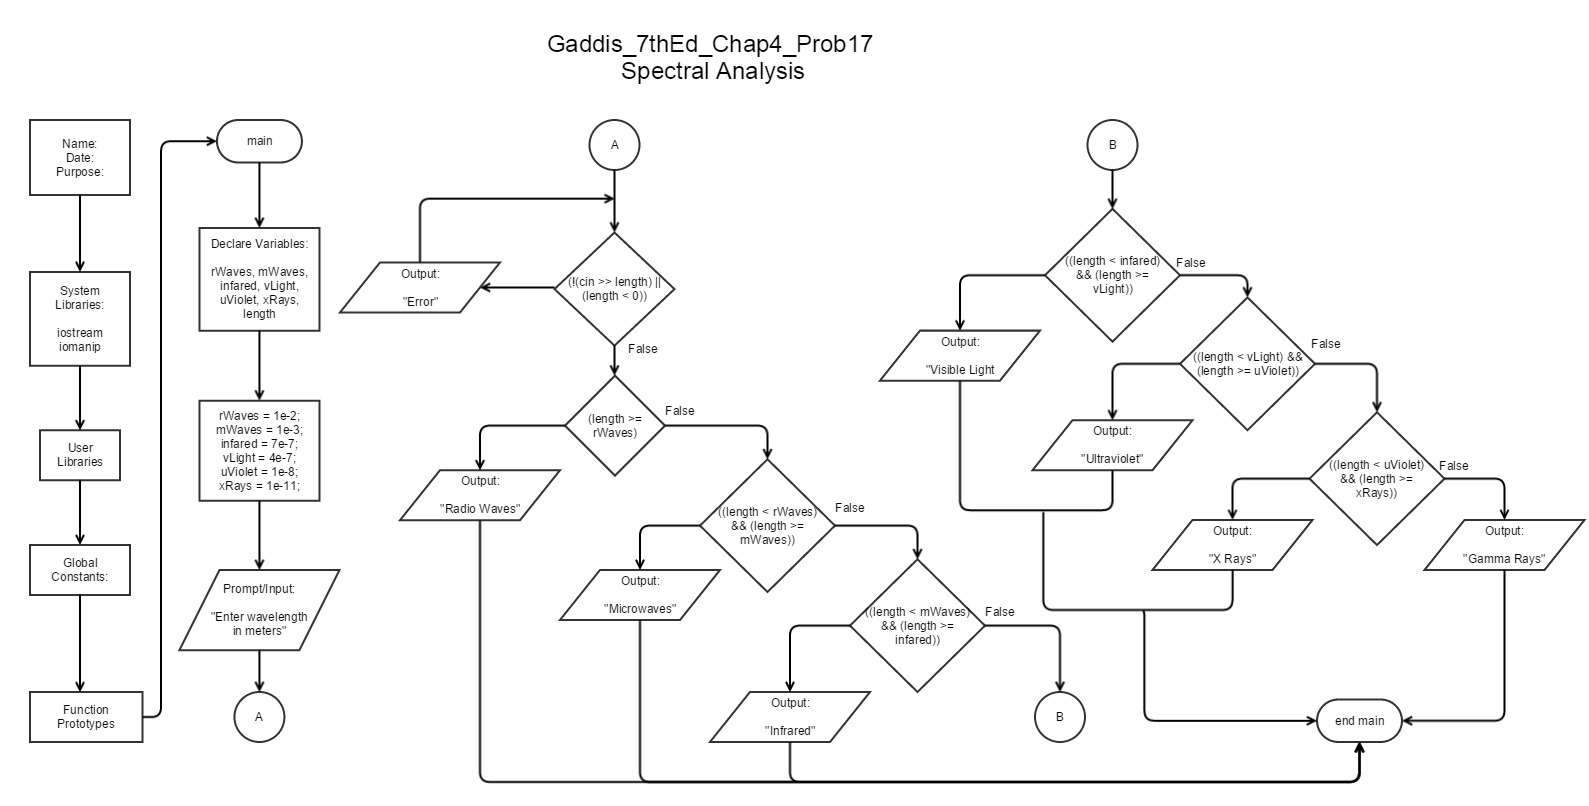 Gaddis_7thEd_Chap4_Prob17
Spectral Analysis
Name:
Date:
Purpose:
System
Libraries:
iostream
iomanip
User
Libraries
Global
Constants:
Function
Prototypes
main
Declare Variables:
rWaves, mWaves,
infared, vLight,
uViolet, xRays,
length
rWaves = 1e-2;
mWaves = 1e-3;
infared = 7e-7;
vLight = 4e-7;
uViolet = 1e-8;
xRays = 1e-11;
Prompt/Input:
"Enter wavelength
in meters"
A
A
(!(cin >> length) ||
(length < 0))
Output:
"Error"
False
(length >=
rWaves)
False
Output:
"Radio Waves"
((length < rWaves)
&& (length >=
mWaves))
False
Output:
"Microwaves"
((length < mWaves)
&& (length >=
infared))
False
Output:
"Infrared"
B
B
((length < infared)
&& (length >=
vLight))
False
Output:
"Visible Light
((length < vLight) &&
(length >= uViolet))
False
Output:
"Ultraviolet"
((length < uViolet)
&& (length >=
xRays))
False
Output:
"X Rays"
Output:
"Gamma Rays"
end main